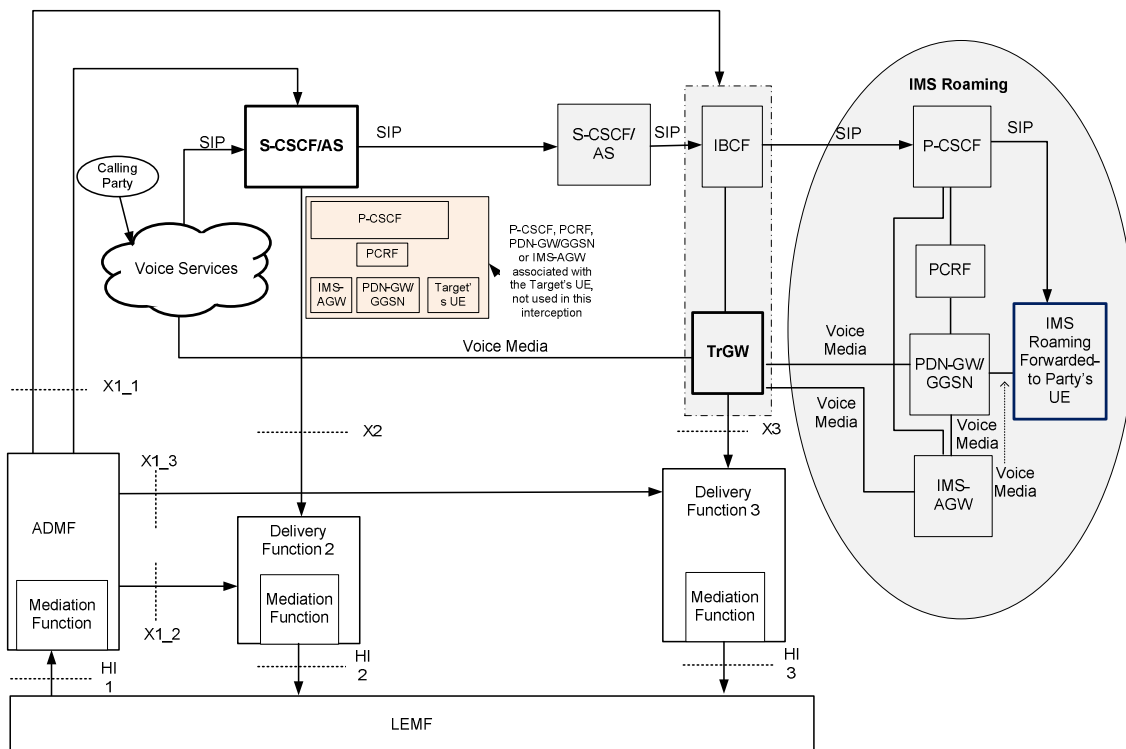 IMS Roaming
SIP
S-CSCF/AS
SIP
S-CSCF/
AS
SIP
IBCF
SIP
P-CSCF
SIP
Calling
Party
Voice Services
P-CSCF
PCRF
IMS-
AGW
PDN-GW/
GGSN
Target'
s UE
P-CSCF, PCRF,
PDN-GW/GGSN
or IMS-AGW
associated with
the Target's UE,
not used in this
interception
PCRF
Voice Media
TrGW
Voice
Media
PDN-GW/
GGSN
IMS
Roaming
Forwarded-
to Party's
UE
Voice
Media
Voice
Media
Voice
Media
IMS-
AGW
X1_1
X2
X3
X1_3
ADMF
Mediation
Function
X1_2
Delivery
Function 2
Mediation
Function
Delivery
Function 3
Mediation
Function
HI
1
HI
2
HI
3
LEMF